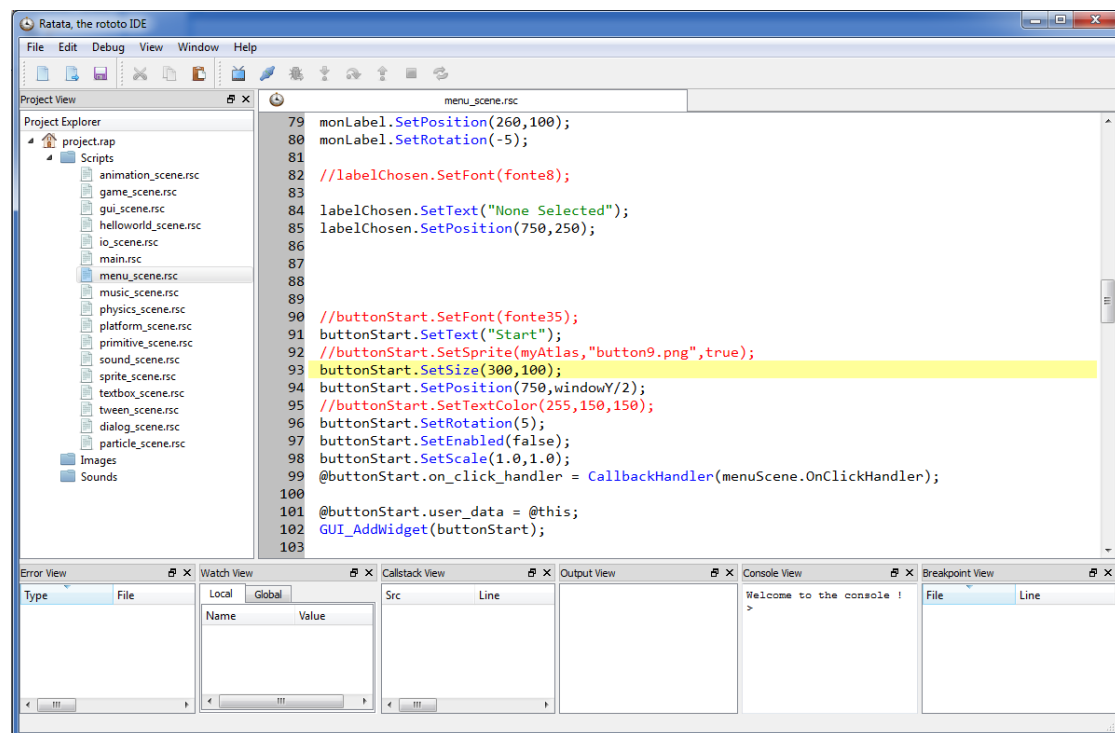 Ratata, the rototo IDE
File Edit Debug View Window Help
Project View
menu_scene.rsc
Project Explorer
project.rap
Scripts
animation_scene.rsc
game_scene.rsc
gui_scene.rsc
helloworld_scene.rsc
io_scene.rsc
main.rsc
menu_scene.rsc
music_scene.rsc
physics_scene.rsc
platform_scene.rsc
primitive_scene.rsc
sound_scene.rsc
sprite_scene.rsc
textbox_scene.rsc
tween_scene.rsc
dialog_scene.rsc
particle_scene.rsc
Images
Sounds
79 monLabel.SetPosition(260,100);
80 monLabel.SetRotation(-5);
81
82 //labelChosen.SetFont(fonte8);
83
84 labelChosen.SetText("None Selected");
85 labelChosen.SetPosition(750,250);
86
87
88
89
90 //buttonStart.SetFont(fonte35);
91 buttonStart.SetText("Start");
92 //buttonStart.SetSprite(myAtlas,"button9.png",true);
93 buttonStart.SetSize(300,100);
94 buttonStart.SetPosition(750,windowY/2);
95 //buttonStart.SetTextColor(255,150,150);
96 buttonStart.SetRotation(5);
97 buttonStart.SetEnabled(false);
98 buttonStart.SetScale(1.0,1.0);
99 @buttonStart.on_click_handler = CallbackHandler(menuScene.OnClickHandler);
100
101 @buttonStart.user_data = @this;
102 GUI_AddWidget(buttonStart);
103
Error View
Type File
Watch View
Local Global
Name Value
Callstack View
Src Line
Output View
Console View
Welcome to the console !
>
Breakpoint View
File Line